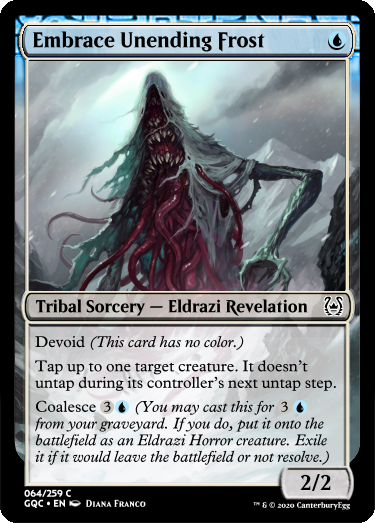 Embrace Unending Frost
Tribal Sorcery — Eldrazi Revelation
Devoid (This card has no color.)
Tap up to one target creature. It doesn't
untap during its controller's next untap step.
Coalesce 3 (You may cast this for 3
from your graveyard. If you do, put it onto the
battlefield as an Eldrazi Horror creature. Exile
it if it would leave the battlefield or not resolve.)
2/2
064/259 C
GQC • EN Diana Franco
™ & © 2020 CanterburyEgg